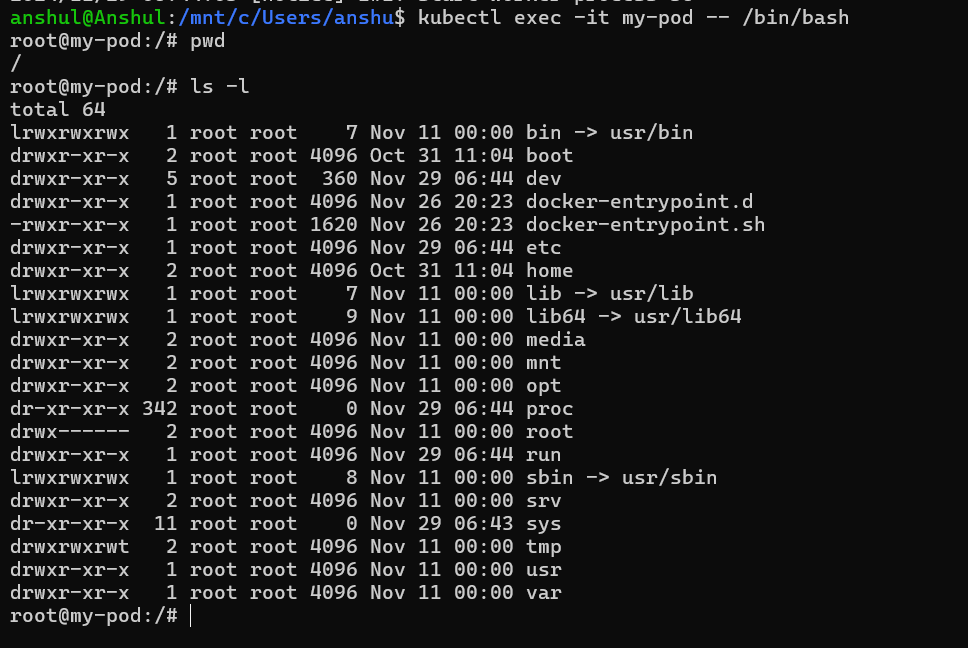 anshul@Anshul:/mnt/c/Users/anshu$ kubectl exec -it my-pod -- /bin/bash
root@my-pod:/# pwd
/
root@my-pod:/# ls -l
total 64
lrwxrwxrwx   1 root root    7 Nov 11 00:00 bin -> usr/bin
drwxr-xr-x   2 root root 4096 Oct 31 11:04 boot
drwxr-xr-x   5 root root  360 Nov 29 06:44 dev
drwxr-xr-x   1 root root 4096 Nov 26 20:23 docker-entrypoint.d
-rwxr-xr-x   1 root root 1620 Nov 26 20:23 docker-entrypoint.sh
drwxr-xr-x   1 root root 4096 Nov 29 06:44 etc
drwxr-xr-x   2 root root 4096 Oct 31 11:04 home
lrwxrwxrwx   1 root root    7 Nov 11 00:00 lib -> usr/lib
lrwxrwxrwx   1 root root    9 Nov 11 00:00 lib64 -> usr/lib64
drwxr-xr-x   2 root root 4096 Nov 11 00:00 media
drwxr-xr-x   2 root root 4096 Nov 11 00:00 mnt
drwxr-xr-x   2 root root 4096 Nov 11 00:00 opt
dr-xr-xr-x 342 root root    0 Nov 29 06:44 proc
drwx------   2 root root 4096 Nov 11 00:00 root
drwxr-xr-x   1 root root 4096 Nov 29 06:44 run
lrwxrwxrwx   1 root root    8 Nov 11 00:00 sbin -> usr/sbin
drwxr-xr-x   2 root root 4096 Nov 11 00:00 srv
dr-xr-xr-x  11 root root    0 Nov 29 06:43 sys
drwxrwxrwt   2 root root 4096 Nov 11 00:00 tmp
drwxr-xr-x   1 root root 4096 Nov 11 00:00 usr
drwxr-xr-x   1 root root 4096 Nov 11 00:00 var
root@my-pod:/#